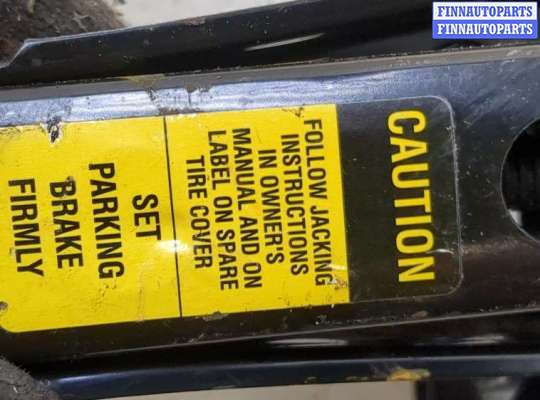 FINNAUTOPARTS
FINNAUTOPARTS
CAUTION
FOLLOW JACKING
INSTRUCTIONS
IN OWNER'S
MANUAL AND ON
LABEL ON SPARE
TIRE COVER
SET
PARKING
BRAKE
FIRMLY